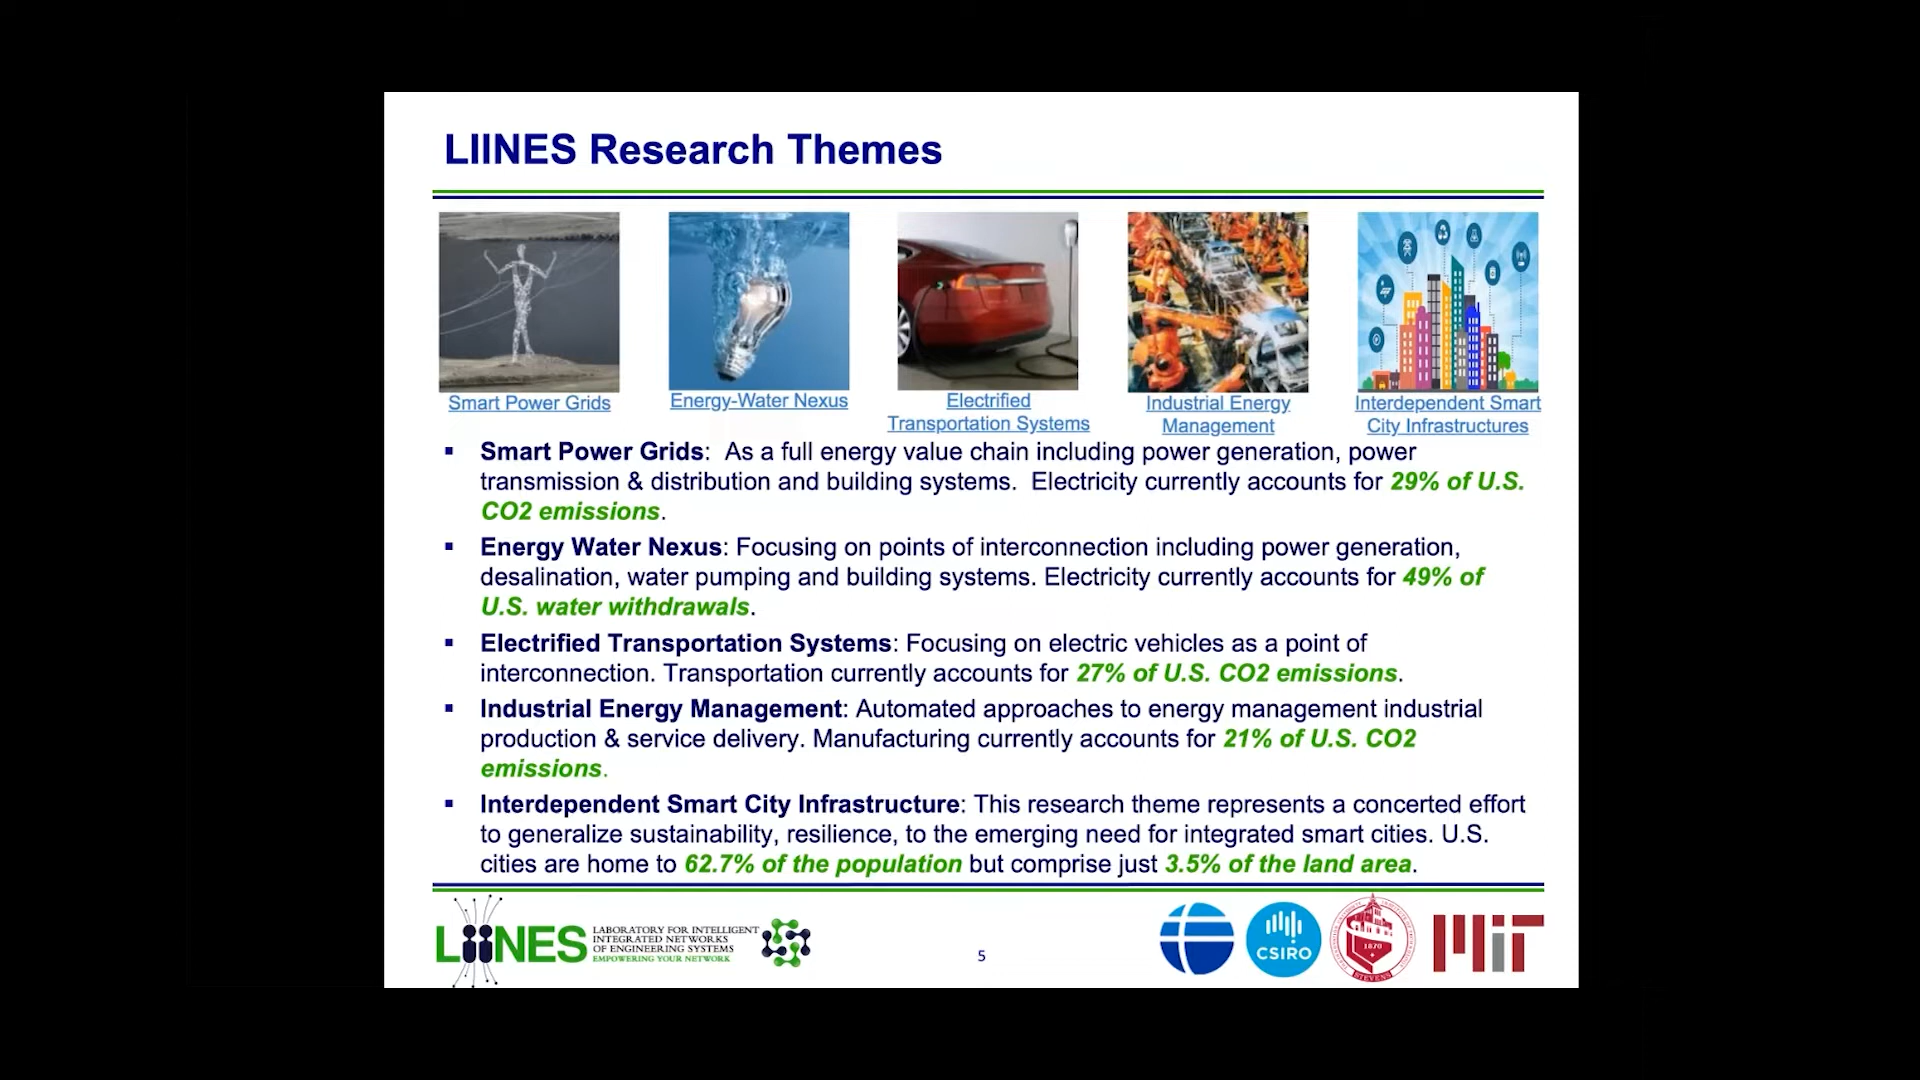 LIINES Research Themes
Smart Power Grids
Energy-Water Nexus
Electrified
Transportation Systems
Industrial Energy
Management
Interdependent Smart
City Infrastructures
▪ Smart Power Grids: As a full energy value chain including power generation, power
transmission & distribution and building systems. Electricity currently accounts for 29% of U.S.
CO2 emissions.
▪ Energy Water Nexus: Focusing on points of interconnection including power generation,
desalination, water pumping and building systems. Electricity currently accounts for 49% of
U.S. water withdrawals.
▪ Electrified Transportation Systems: Focusing on electric vehicles as a point of
interconnection. Transportation currently accounts for 27% of U.S. CO2 emissions.
▪ Industrial Energy Management: Automated approaches to energy management industrial
production & service delivery. Manufacturing currently accounts for 21% of U.S. CO2
emissions.
▪ Interdependent Smart City Infrastructure: This research theme represents a concerted effort
to generalize sustainability, resilience, to the emerging need for integrated smart cities. U.S.
cities are home to 62.7% of the population but comprise just 3.5% of the land area.
LIINES
LABORATORY FOR INTELLIGENT
INTEGRATED NETWORKS
OF ENGINEERING SYSTEMS
EMPOWERING YOUR NETWORK
5
CSIRO
1870
STEVENS
MIT